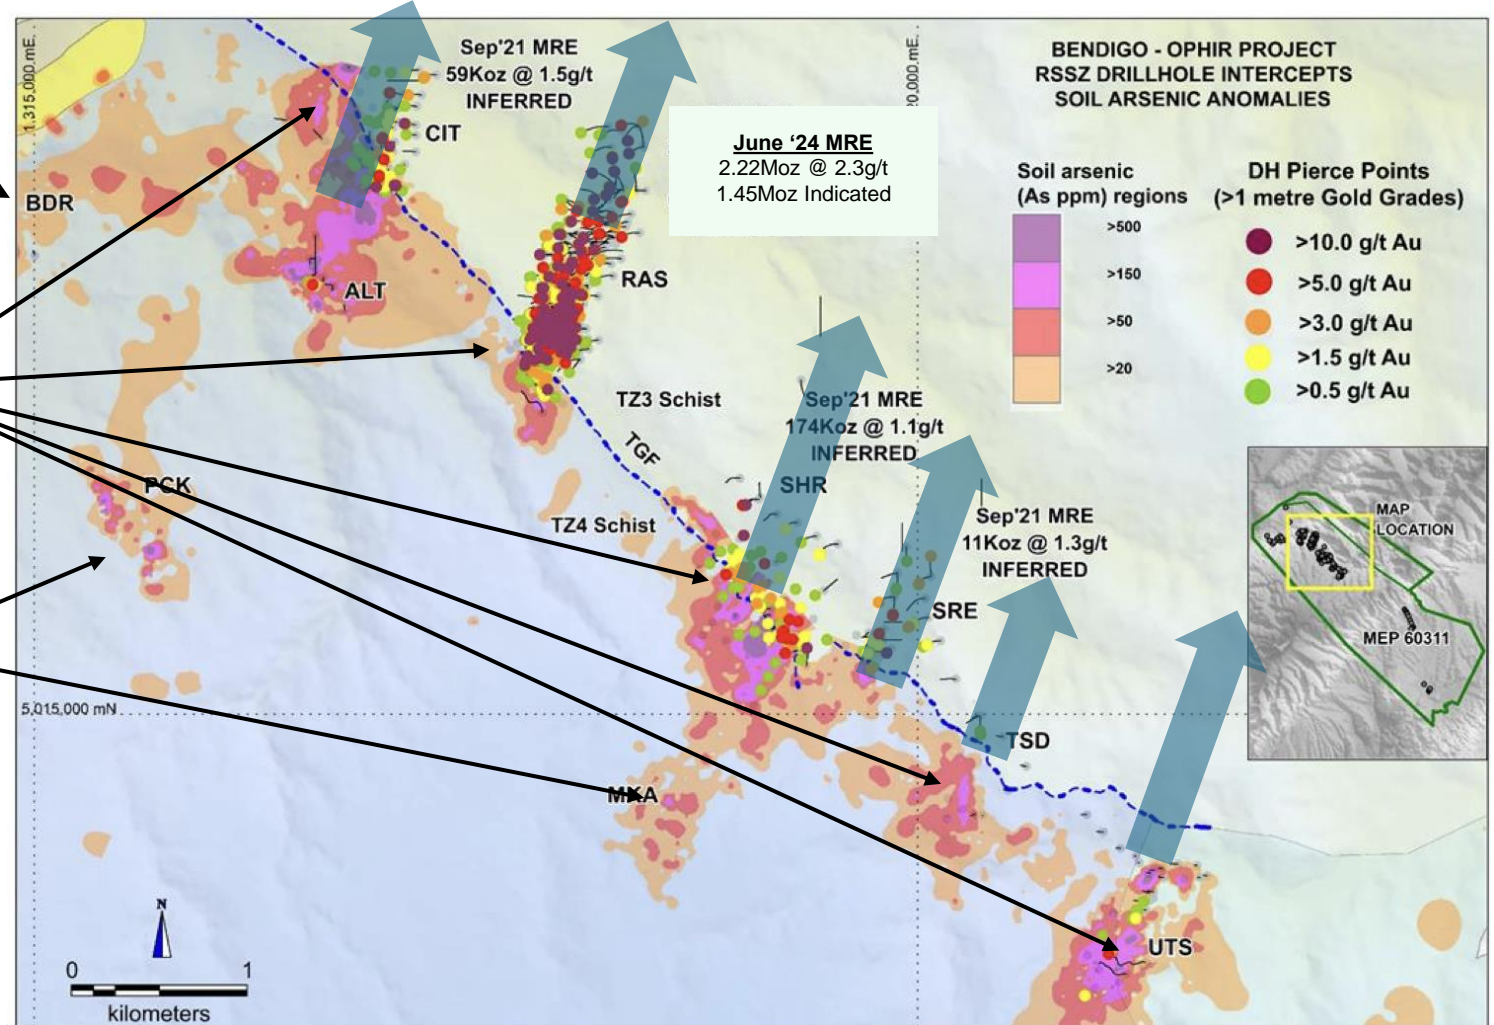 1,315,000 mE
Sep'21 MRE
59Koz @ 1.5g/t
INFERRED
CIT
BDR
ALT
RAS
June ‘24 MRE
2.22Moz @ 2.3g/t
1.45Moz Indicated
20,000 mE
BENDIGO - OPHIR PROJECT
RSSZ DRILLHOLE INTERCEPTS
SOIL ARSENIC ANOMALIES
Soil arsenic
(As ppm) regions
>500
>150
>50
>20
DH Pierce Points
(>1 metre Gold Grades)
>10.0 g/t Au
>5.0 g/t Au
>3.0 g/t Au
>1.5 g/t Au
>0.5 g/t Au
TZ3 Schist
TGF
TZ4 Schist
PCK
Sep'21 MRE
174Koz @ 1.1g/t
INFERRED
SHR
Sep'21 MRE
11Koz @ 1.3g/t
INFERRED
SRE
TSD
MAP
LOCATION
MEP 60311
5,015,000 mN
MKA
UTS
N
0 1
kilometers